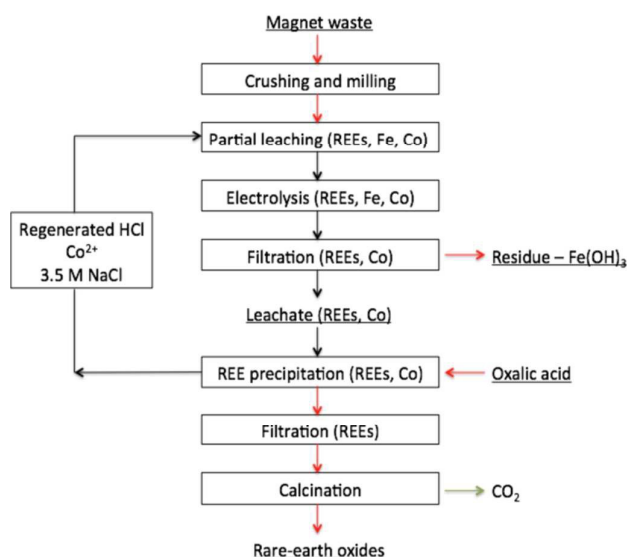 Magnet waste
Crushing and milling
Partial leaching (REEs, Fe, Co)
Electrolysis (REEs, Fe, Co)
Regenerated HCl
Co²⁺
3.5 M NaCl
Filtration (REEs, Co)
Residue – Fe(OH)₃
Leachate (REEs, Co)
REE precipitation (REEs, Co)
Oxalic acid
Filtration (REEs)
Calcination
CO₂
Rare-earth oxides